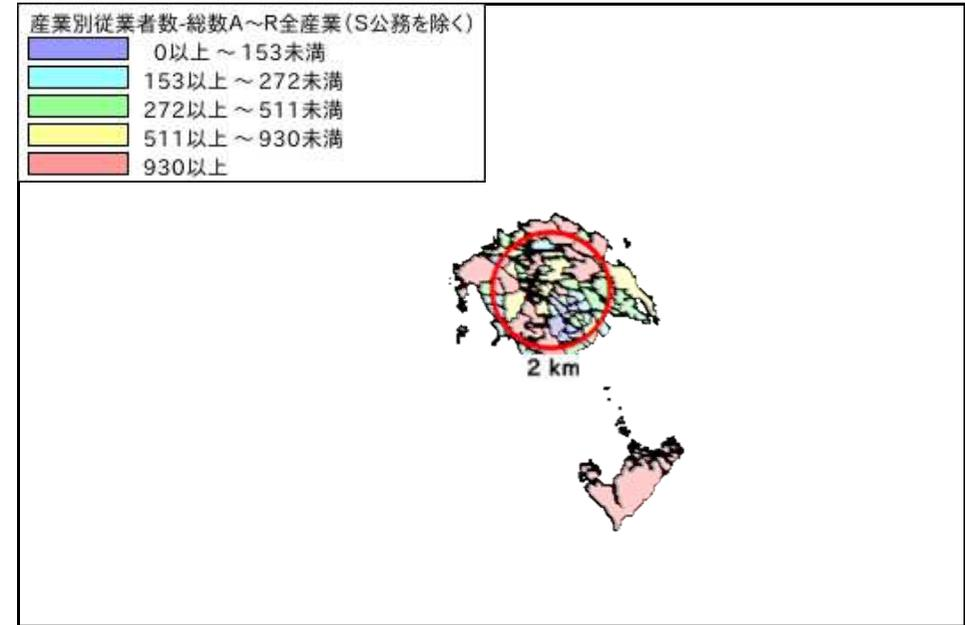 産業別従業者数-総数A～R全産業(S公務を除く)
0以上 ～ 153未満
153以上 ～ 272未満
272以上 ～ 511未満
511以上 ～ 930未満
930以上
2 km